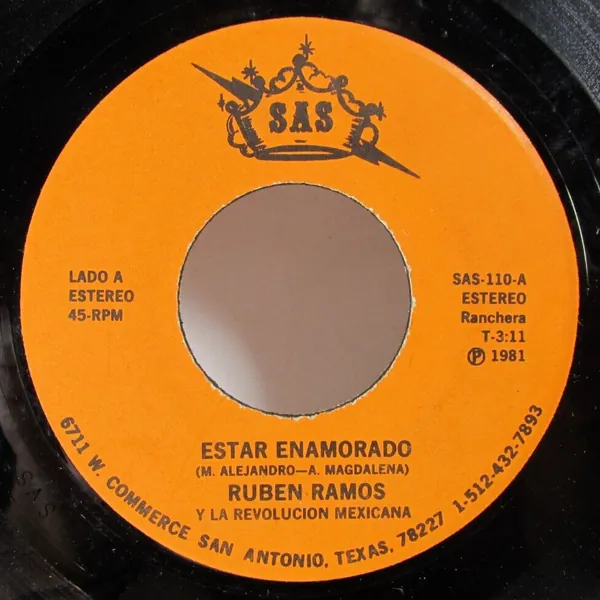 SAS
LADO A
ESTEREO
45-RPM
SAS-110-A
ESTEREO
Ranchera
T-3:11
℗ 1981
ESTAR ENAMORADO
(M. ALEJANDRO—A. MAGDALENA)
RUBEN RAMOS
Y LA REVOLUCION MEXICANA
6711 W. COMMERCE SAN ANTONIO, TEXAS, 78227 1-512-432-7893
SAS